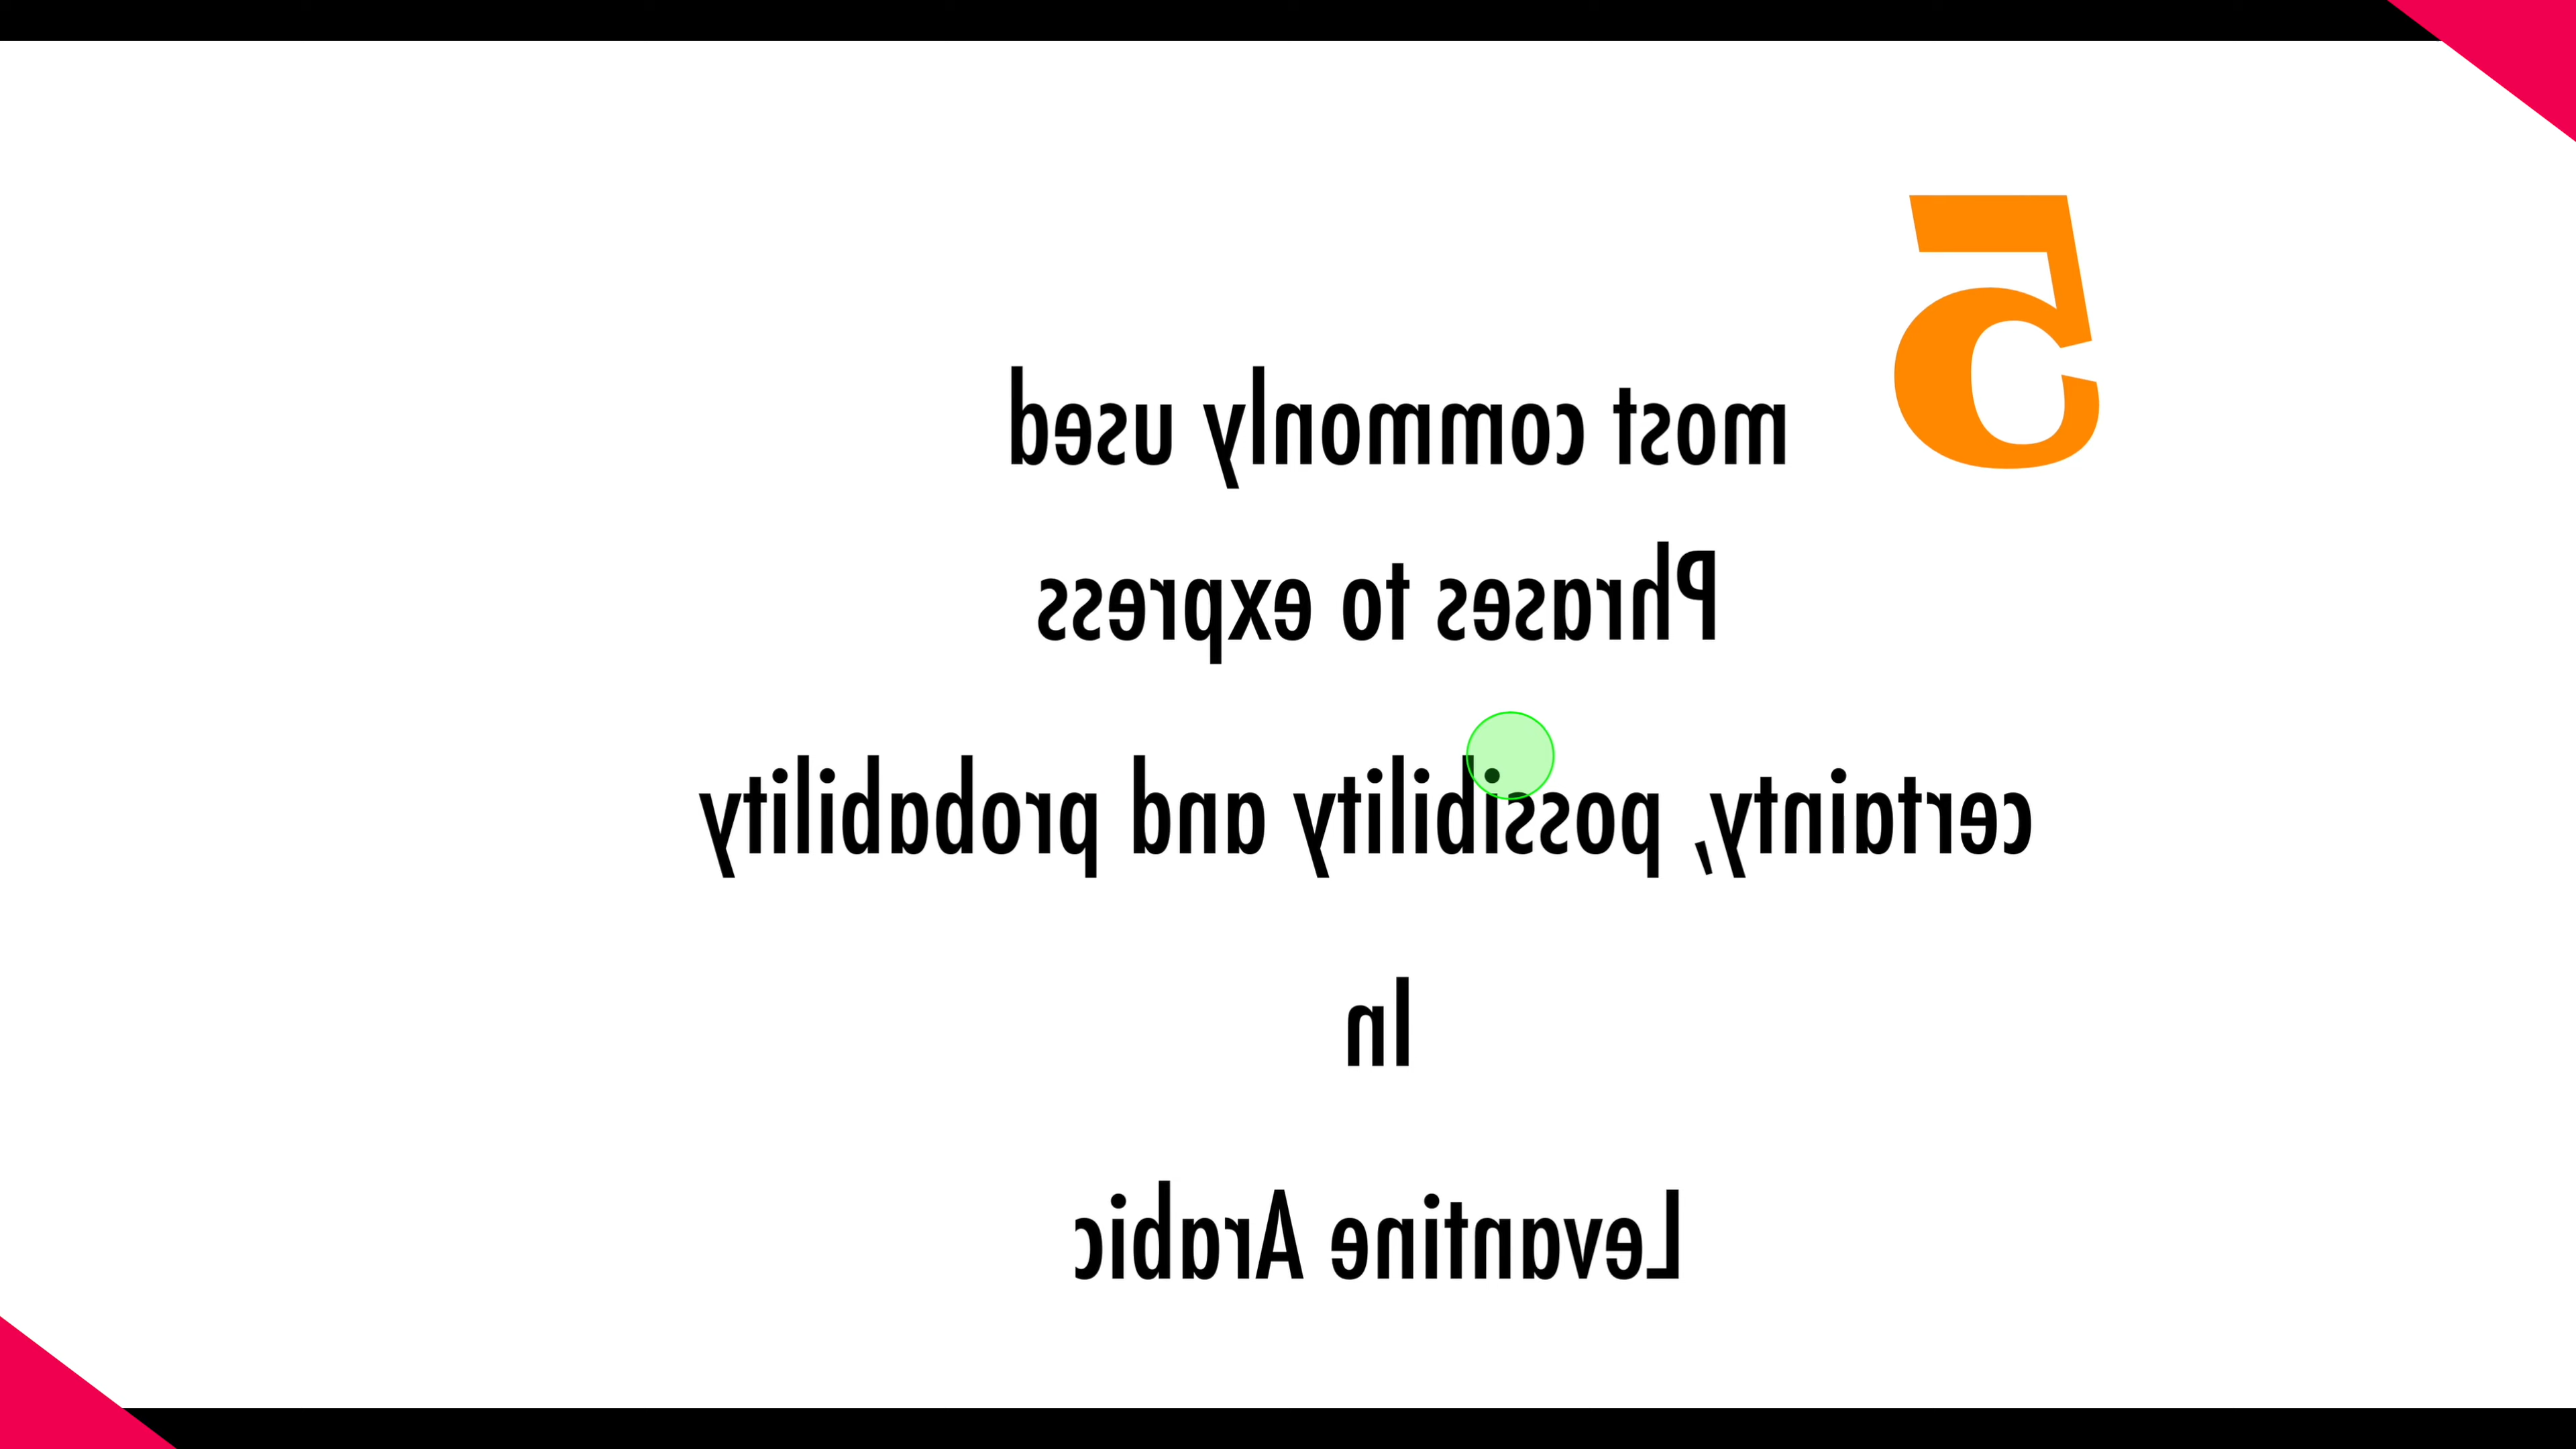 5
most commonly used
Phrases to express
certainty, possibility and probability
In
Levantine Arabic